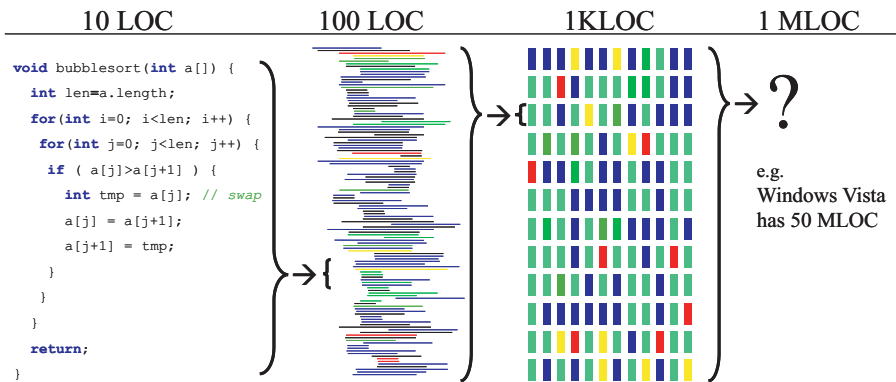 10 LOC 100 LOC 1KLOC 1 MLOC
void bubblesort(int a[]) {
int len=a.length;
for(int i=0; i<len; i++) {
for(int j=0; j<len; j++) {
if ( a[j]>a[j+1] ) {
int tmp = a[j]; // swap
a[j] = a[j+1];
a[j+1] = tmp;
}
}
}
return;
}
?
e.g.
Windows Vista
has 50 MLOC